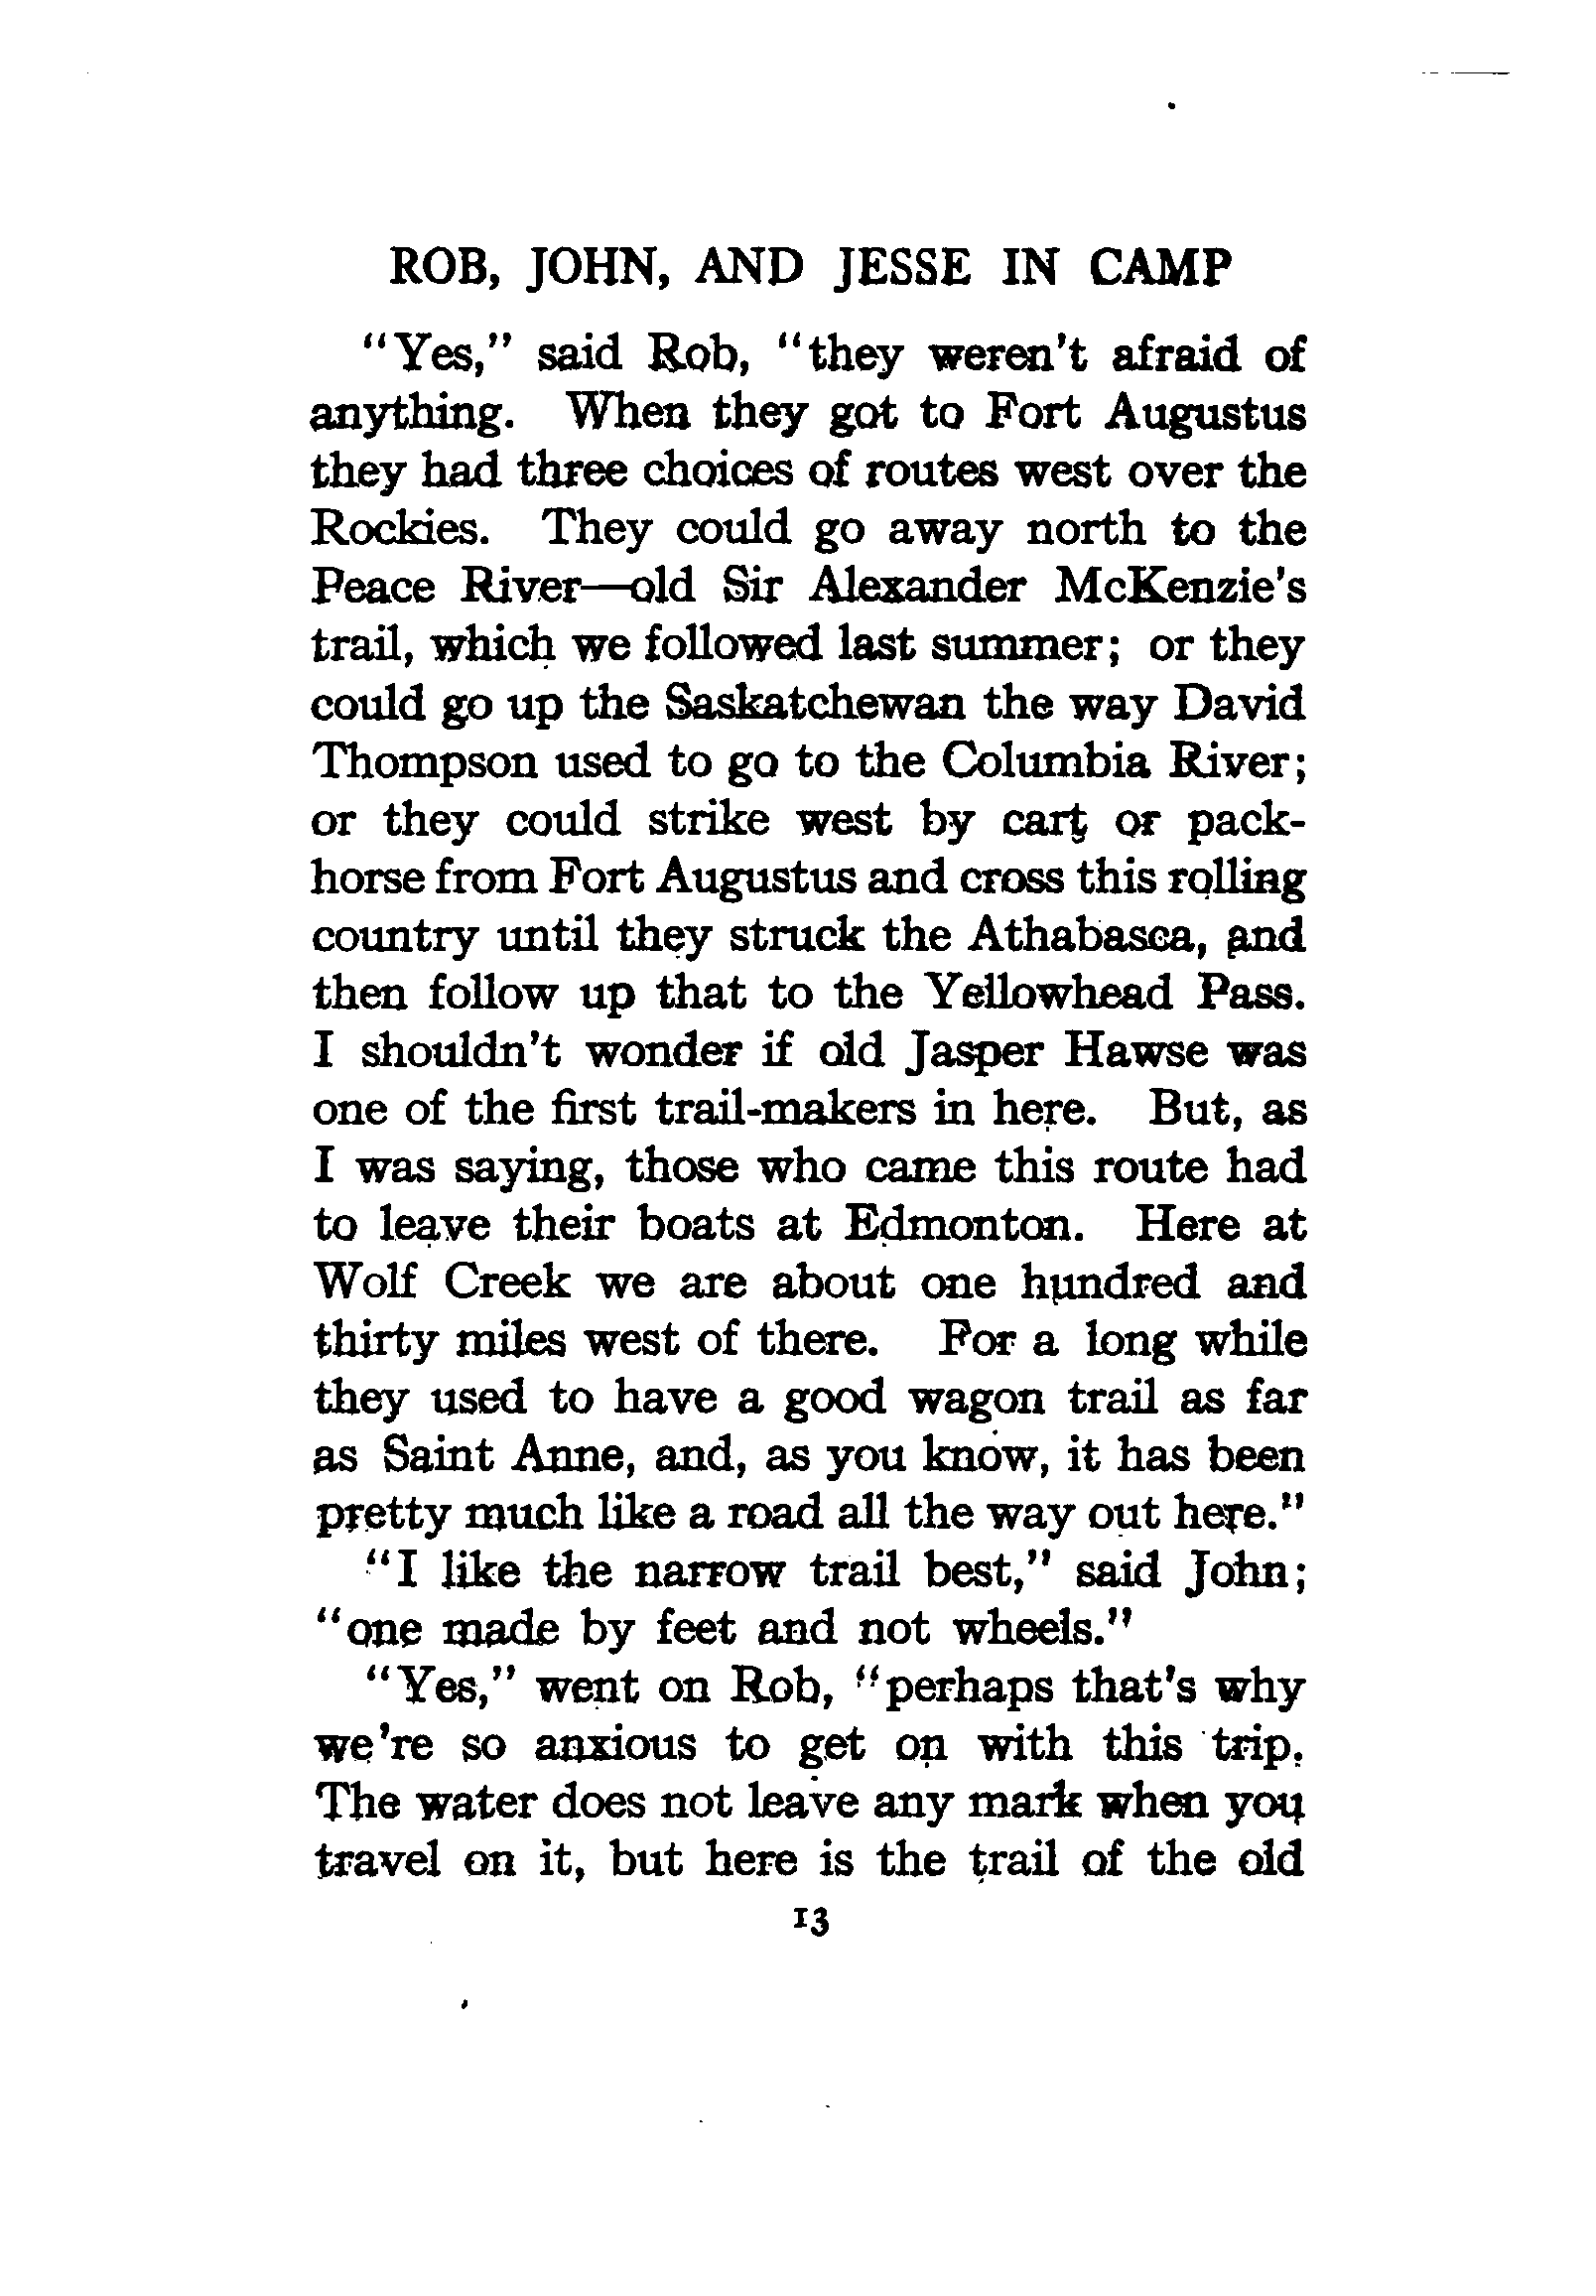 ROB, JOHN, AND JESSE IN CAMP
"Yes," said Rob, "they weren't afraid of
anything. When they got to Fort Augustus
they had three choices of routes west over the
Rockies. They could go away north to the
Peace River—old Sir Alexander McKenzie's
trail, which we followed last summer; or they
could go up the Saskatchewan the way David
Thompson used to go to the Columbia River;
or they could strike west by cart or pack-
horse from Fort Augustus and cross this rolling
country until they struck the Athabasca, and
then follow up that to the Yellowhead Pass.
I shouldn't wonder if old Jasper Hawse was
one of the first trail-makers in here. But, as
I was saying, those who came this route had
to leave their boats at Edmonton. Here at
Wolf Creek we are about one hundred and
thirty miles west of there. For a long while
they used to have a good wagon trail as far
as Saint Anne, and, as you know, it has been
pretty much like a road all the way out here."
"I like the narrow trail best," said John;
"one made by feet and not wheels."
"Yes," went on Rob, "perhaps that's why
we're so anxious to get on with this trip.
The water does not leave any mark when you
travel on it, but here is the trail of the old
13